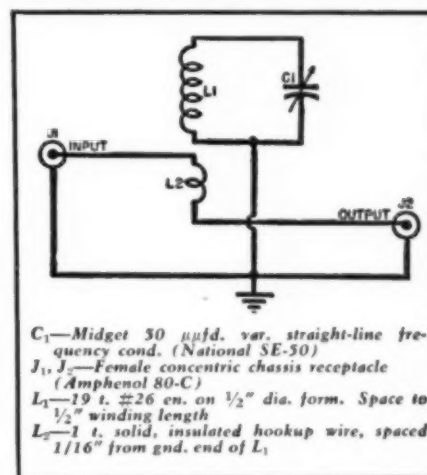 L1
C1
J1
INPUT
L2
J2
OUTPUT
C₁—Midget 50 μμfd. var. straight-line fre-
quency cond. (National SE-50)
J₁, J₂—Female concentric chassis receptacle
(Amphenol 80-C)
L₁—19 t. #26 en. on ½" dia. form. Space to
½" winding length
L₂—1 t. solid, insulated hookup wire, spaced
1/16" from gnd. end of L₁